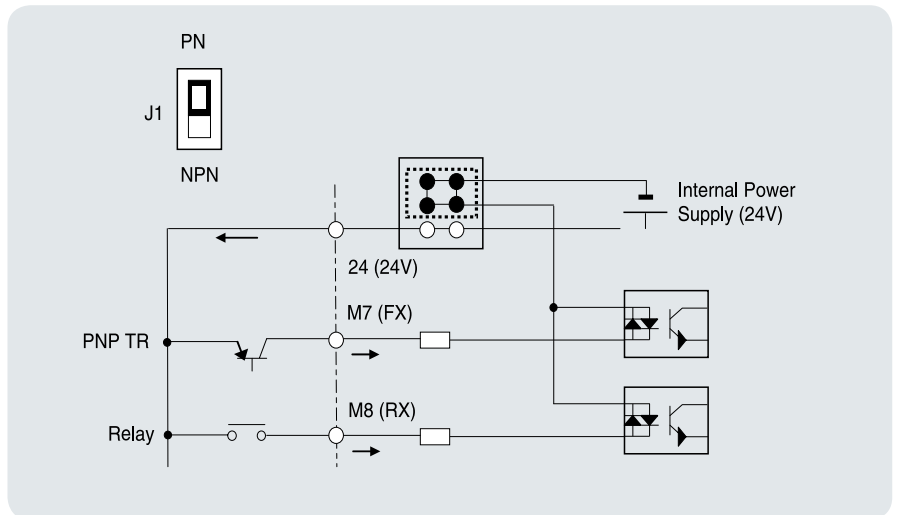 PN
J1
NPN
Internal Power
Supply (24V)
24 (24V)
M7 (FX)
PNP TR
M8 (RX)
Relay